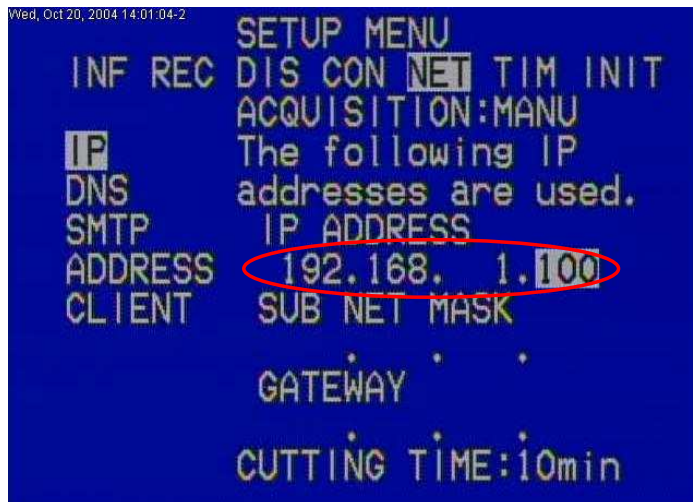 Wed, Oct 20, 2004 14:01:04-2
SETUP MENU
INF REC DIS CON NET TIM INIT
ACQUISITION:MANU
IP The following IP
DNS addresses are used.
SMTP IP ADDRESS
ADDRESS 192.168. 1.100
CLIENT SUB NET MASK
. . .
GATEWAY
. . .
CUTTING TIME:10min